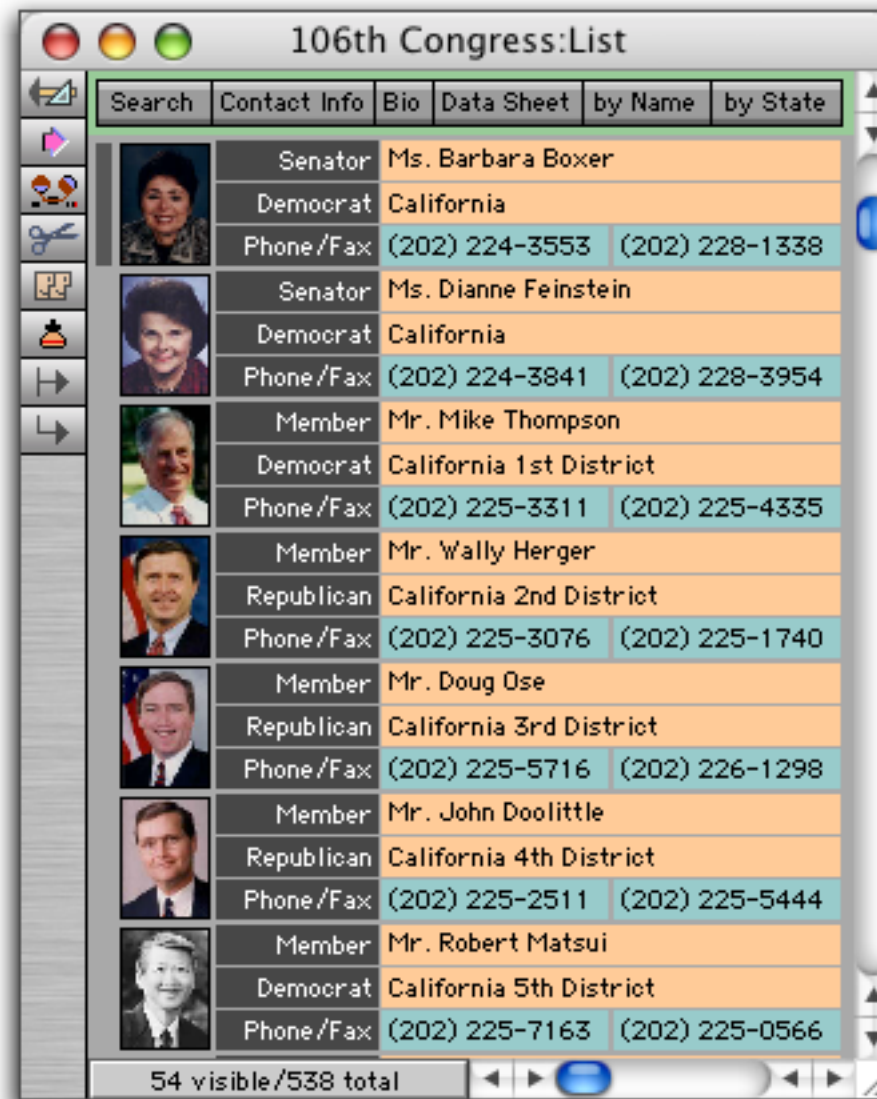 106th Congress:List
Search Contact Info Bio Data Sheet by Name by State
Senator Ms. Barbara Boxer
Democrat California
Phone/Fax (202) 224-3553 (202) 228-1338
Senator Ms. Dianne Feinstein
Democrat California
Phone/Fax (202) 224-3841 (202) 228-3954
Member Mr. Mike Thompson
Democrat California 1st District
Phone/Fax (202) 225-3311 (202) 225-4335
Member Mr. Wally Herger
Republican California 2nd District
Phone/Fax (202) 225-3076 (202) 225-1740
Member Mr. Doug Ose
Republican California 3rd District
Phone/Fax (202) 225-5716 (202) 226-1298
Member Mr. John Doolittle
Republican California 4th District
Phone/Fax (202) 225-2511 (202) 225-5444
Member Mr. Robert Matsui
Democrat California 5th District
Phone/Fax (202) 225-7163 (202) 225-0566
54 visible/538 total